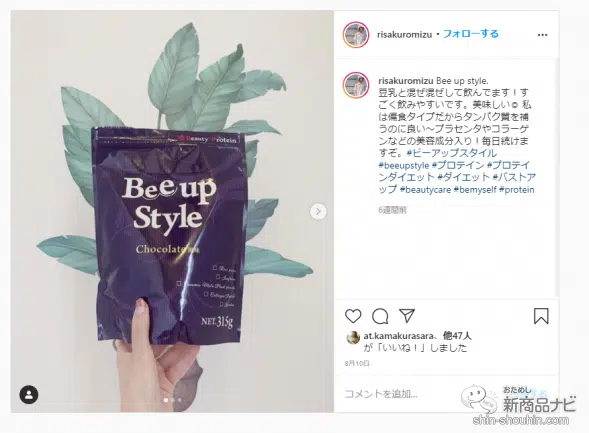 risakuromizu • フォローする
risakuromizu Bee up style.
豆乳と混ぜ混ぜして飲んでます！す
ごく飲みやすいです。美味しい☺ 私
は偏食タイプだからタンパク質を補
うのに良い〜プラセンタやコラーゲ
ンなどの美容成分入り！毎日続けま
すぞ。#ビーアップスタイル
#beeupstyle #プロテイン #プロテイ
ンダイエット #ダイエット #バストア
ップ #beautycare #bemyself #protein
6週間前
Beauty Protein
Bee up
Style
Chocolate
NET.315g
at.kamakurasara、他47人
が「いいね！」しました
8月10日
コメントを追加...
おためし
新商品ナビ
shin-shouhin.com